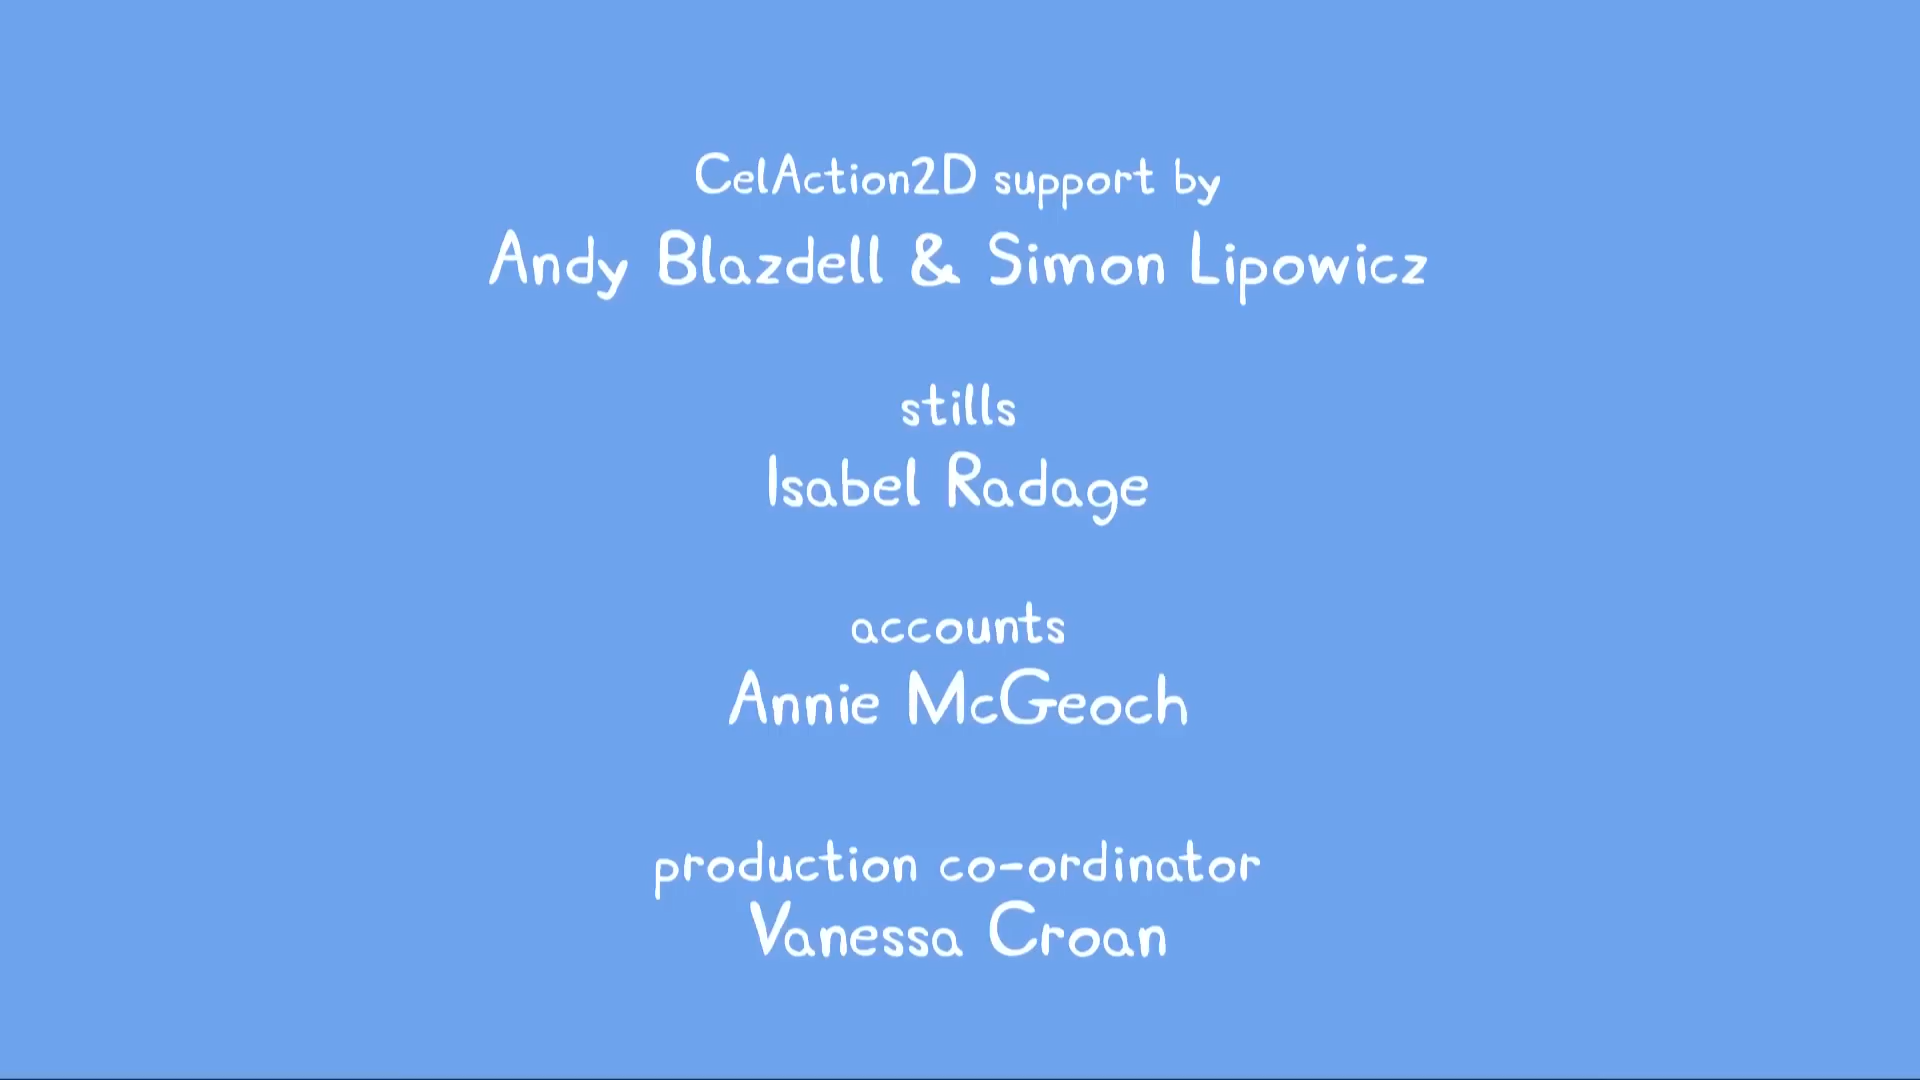 CelAction2D support by
Andy Blazdell & Simon Lipowicz
stills
Isabel Radage
accounts
Annie McGeoch
production co-ordinator
Vanessa Croan